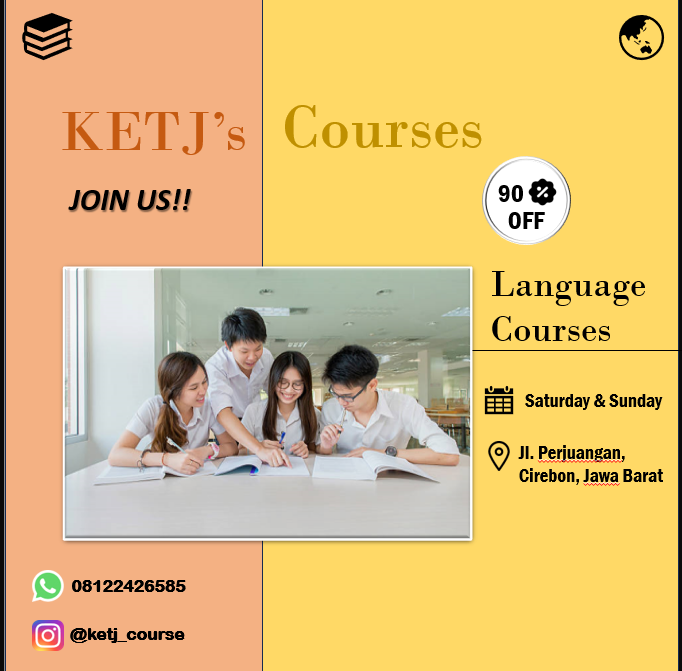 KETJ's Courses
JOIN US!!
90 %
OFF
Language
Courses
Saturday & Sunday
Jl. Perjuangan,
Cirebon, Jawa Barat
08122426585
@ketj_course